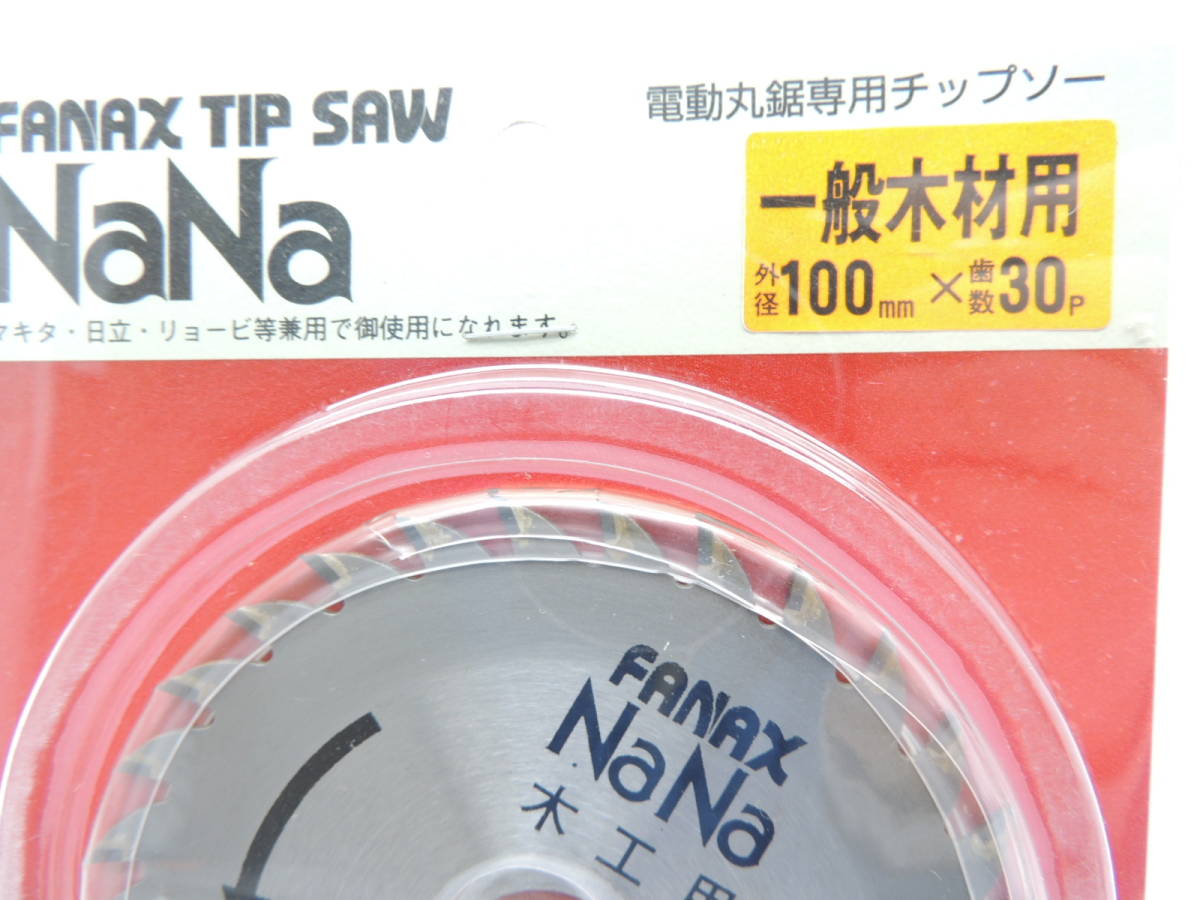 FANAX TIP SAW
NaNa
マキタ・日立・リョービ等兼用で御使用になれます。
電動丸鋸専用チップソー
一般木材用
外径100mm×歯数30P
FANAX
NaNa
木工用